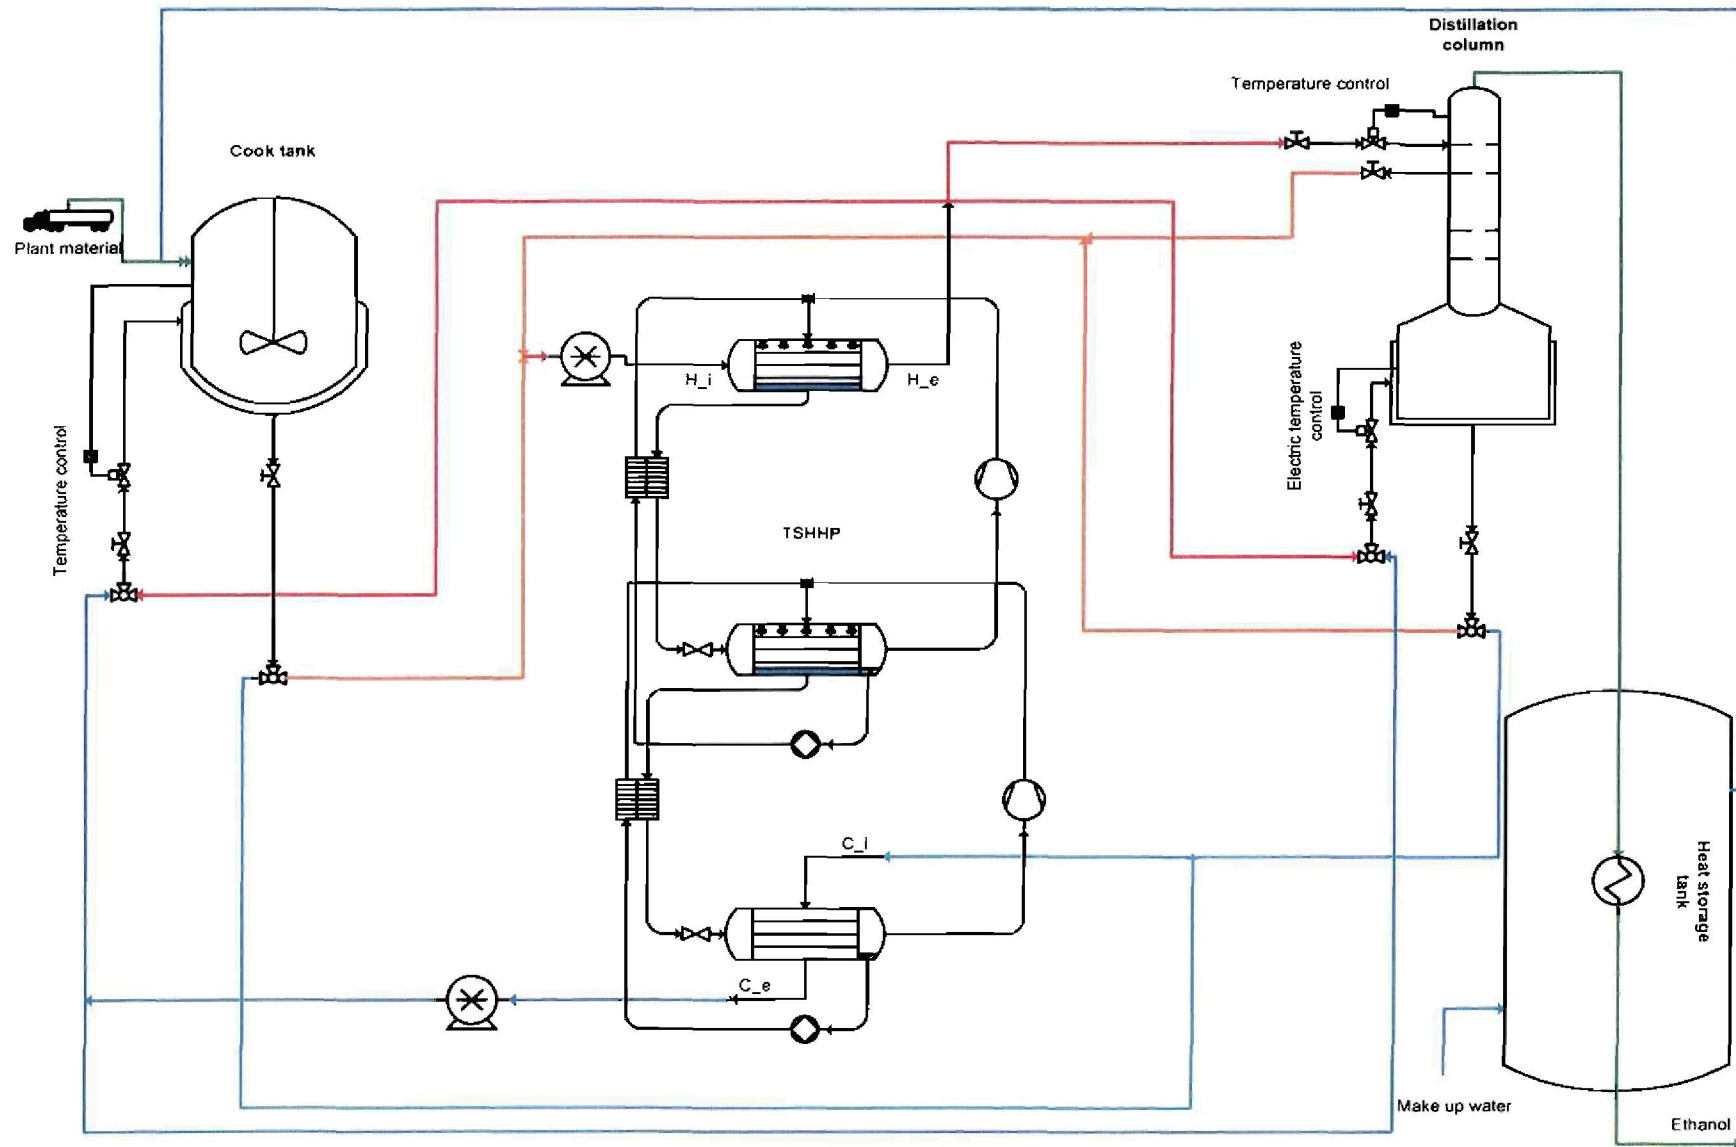 Distillation
column
Temperature control
Cook tank
Plant material
H_i
H_e
Electric temperature
control
Temperature control
TSHHP
C_i
Heat storage
tank
C_e
Make up water
Ethanol